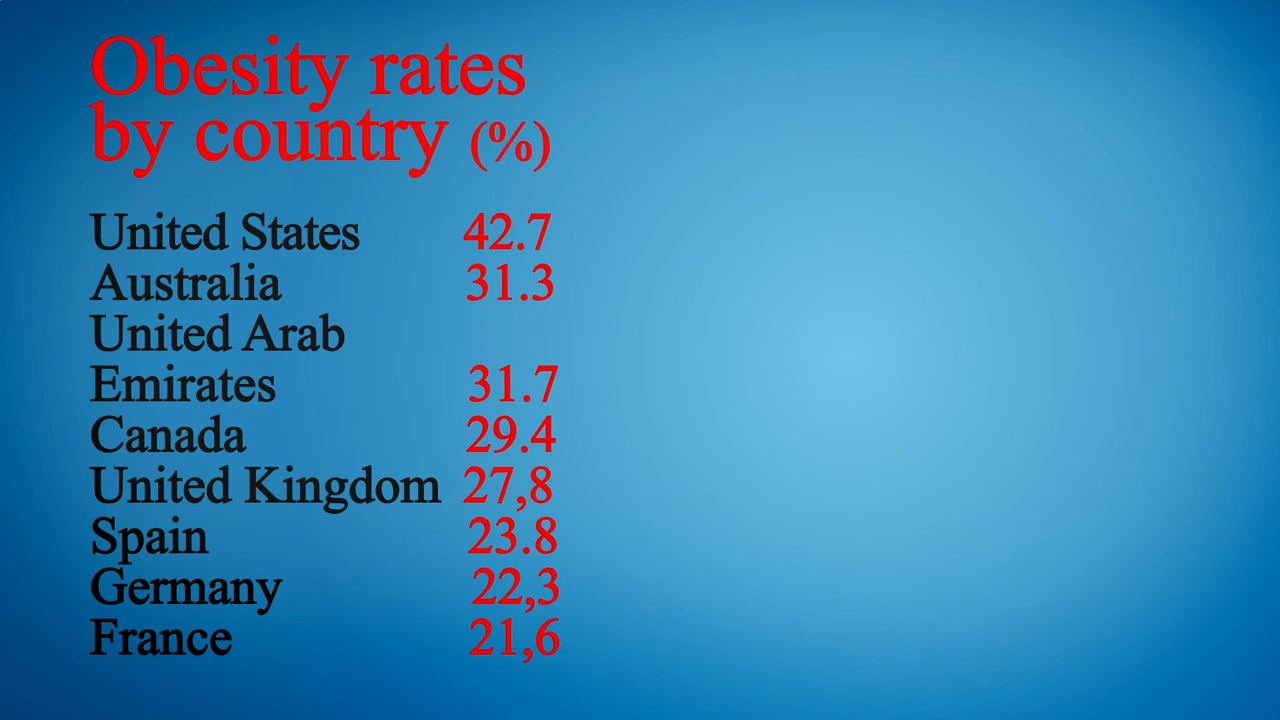 Obesity rates
by country (%)
United States 42.7
Australia 31.3
United Arab
Emirates 31.7
Canada 29.4
United Kingdom 27,8
Spain 23.8
Germany 22,3
France 21,6